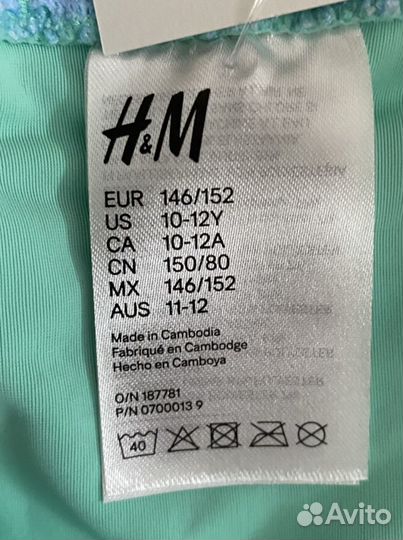 H&M
EUR 146/152
US 10-12Y
CA 10-12A
CN 150/80
MX 146/152
AUS 11-12
Made in Cambodia
Fabriqué en Cambodge
Hecho en Camboya
O/N 187781
P/N 0700013 9
40
Avito